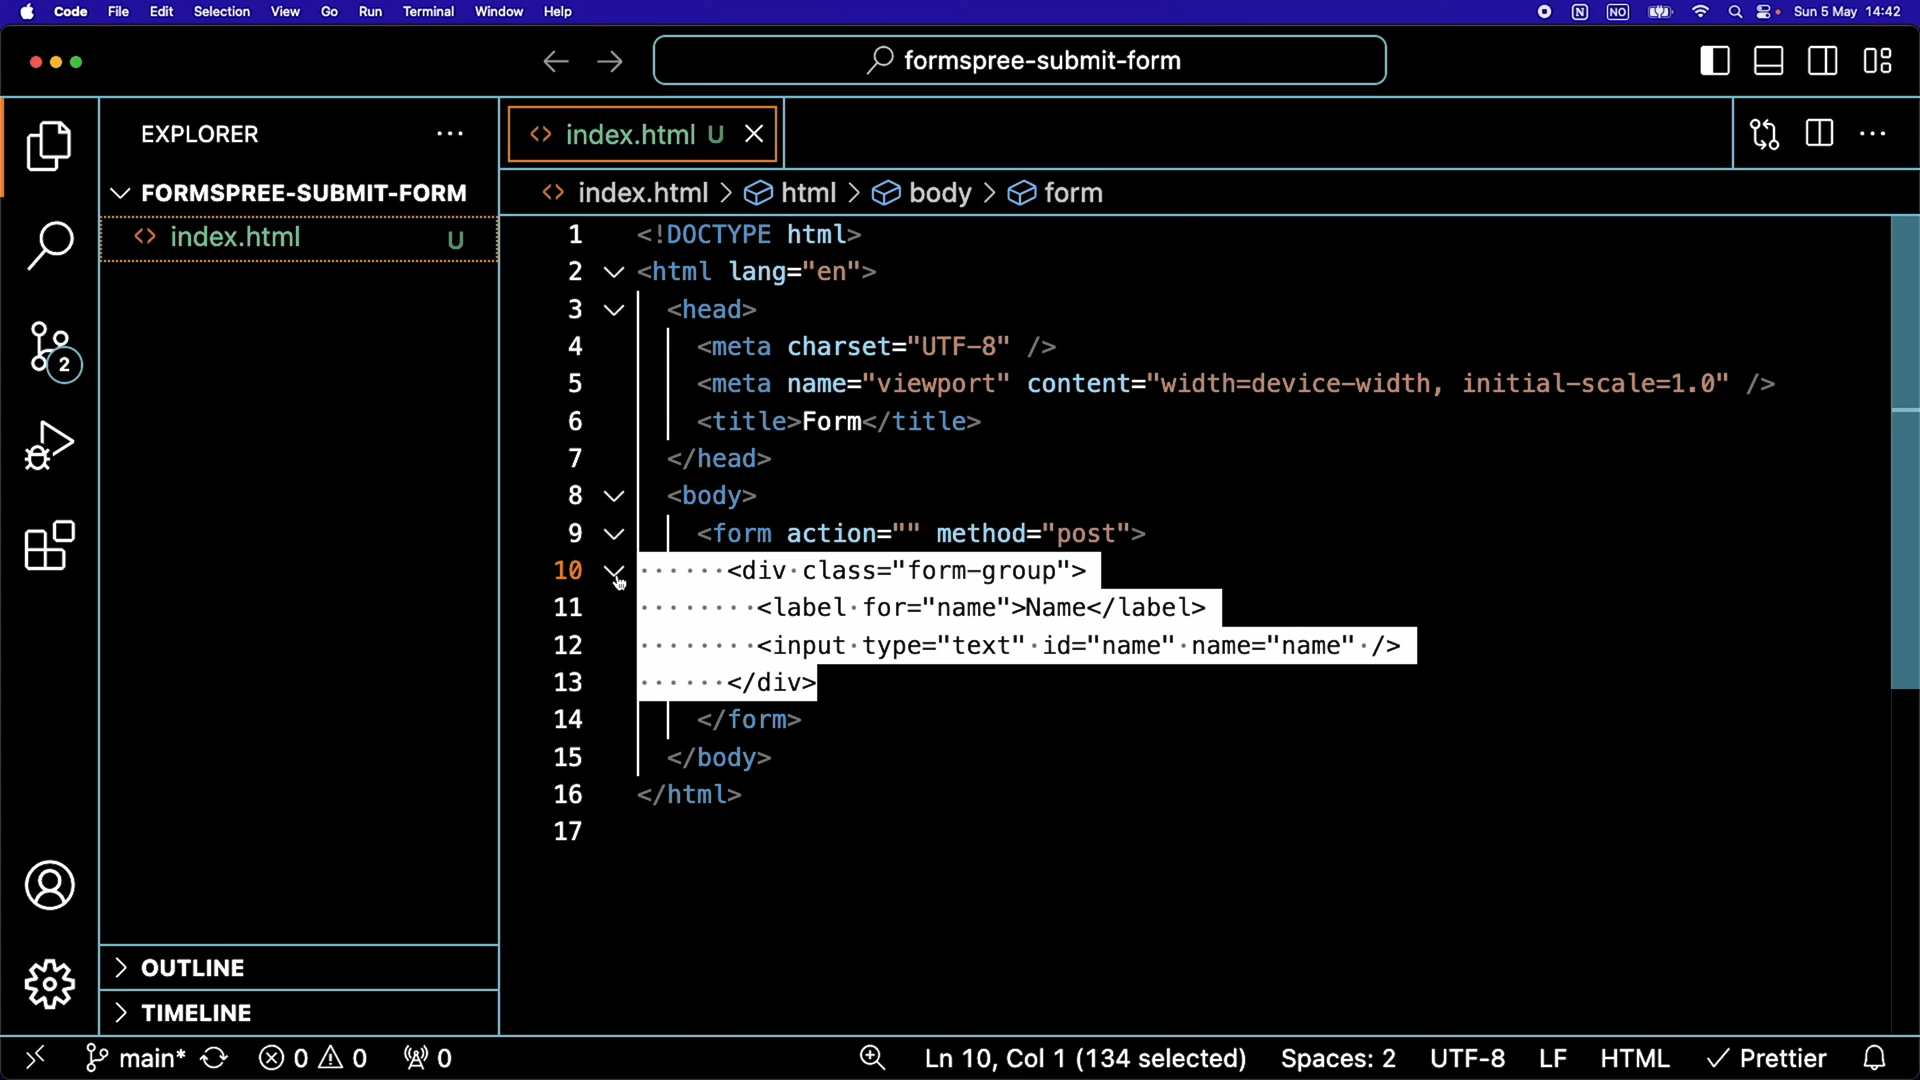 Code File Edit Selection View Go Run Terminal Window Help N NO Sun 5 May 14:42
formspree-submit-form
EXPLORER
index.html U
FORMSPREE-SUBMIT-FORM
index.html > html > body > form
index.html U
1 <!DOCTYPE html>
2 <html lang="en">
3 <head>
2
4 <meta charset="UTF-8" />
5 <meta name="viewport" content="width=device-width, initial-scale=1.0" />
6 <title>Form</title>
7 </head>
8 <body>
9 <form action="" method="post">
10 ······<div·class="form-group">
11 ········<label·for="name">Name</label>
12 ········<input·type="text"·id="name"·name="name"·/>
13 ······</div>
14 </form>
15 </body>
16 </html>
17
OUTLINE
TIMELINE
main* 0 0 0 Ln 10, Col 1 (134 selected) Spaces: 2 UTF-8 LF HTML Prettier